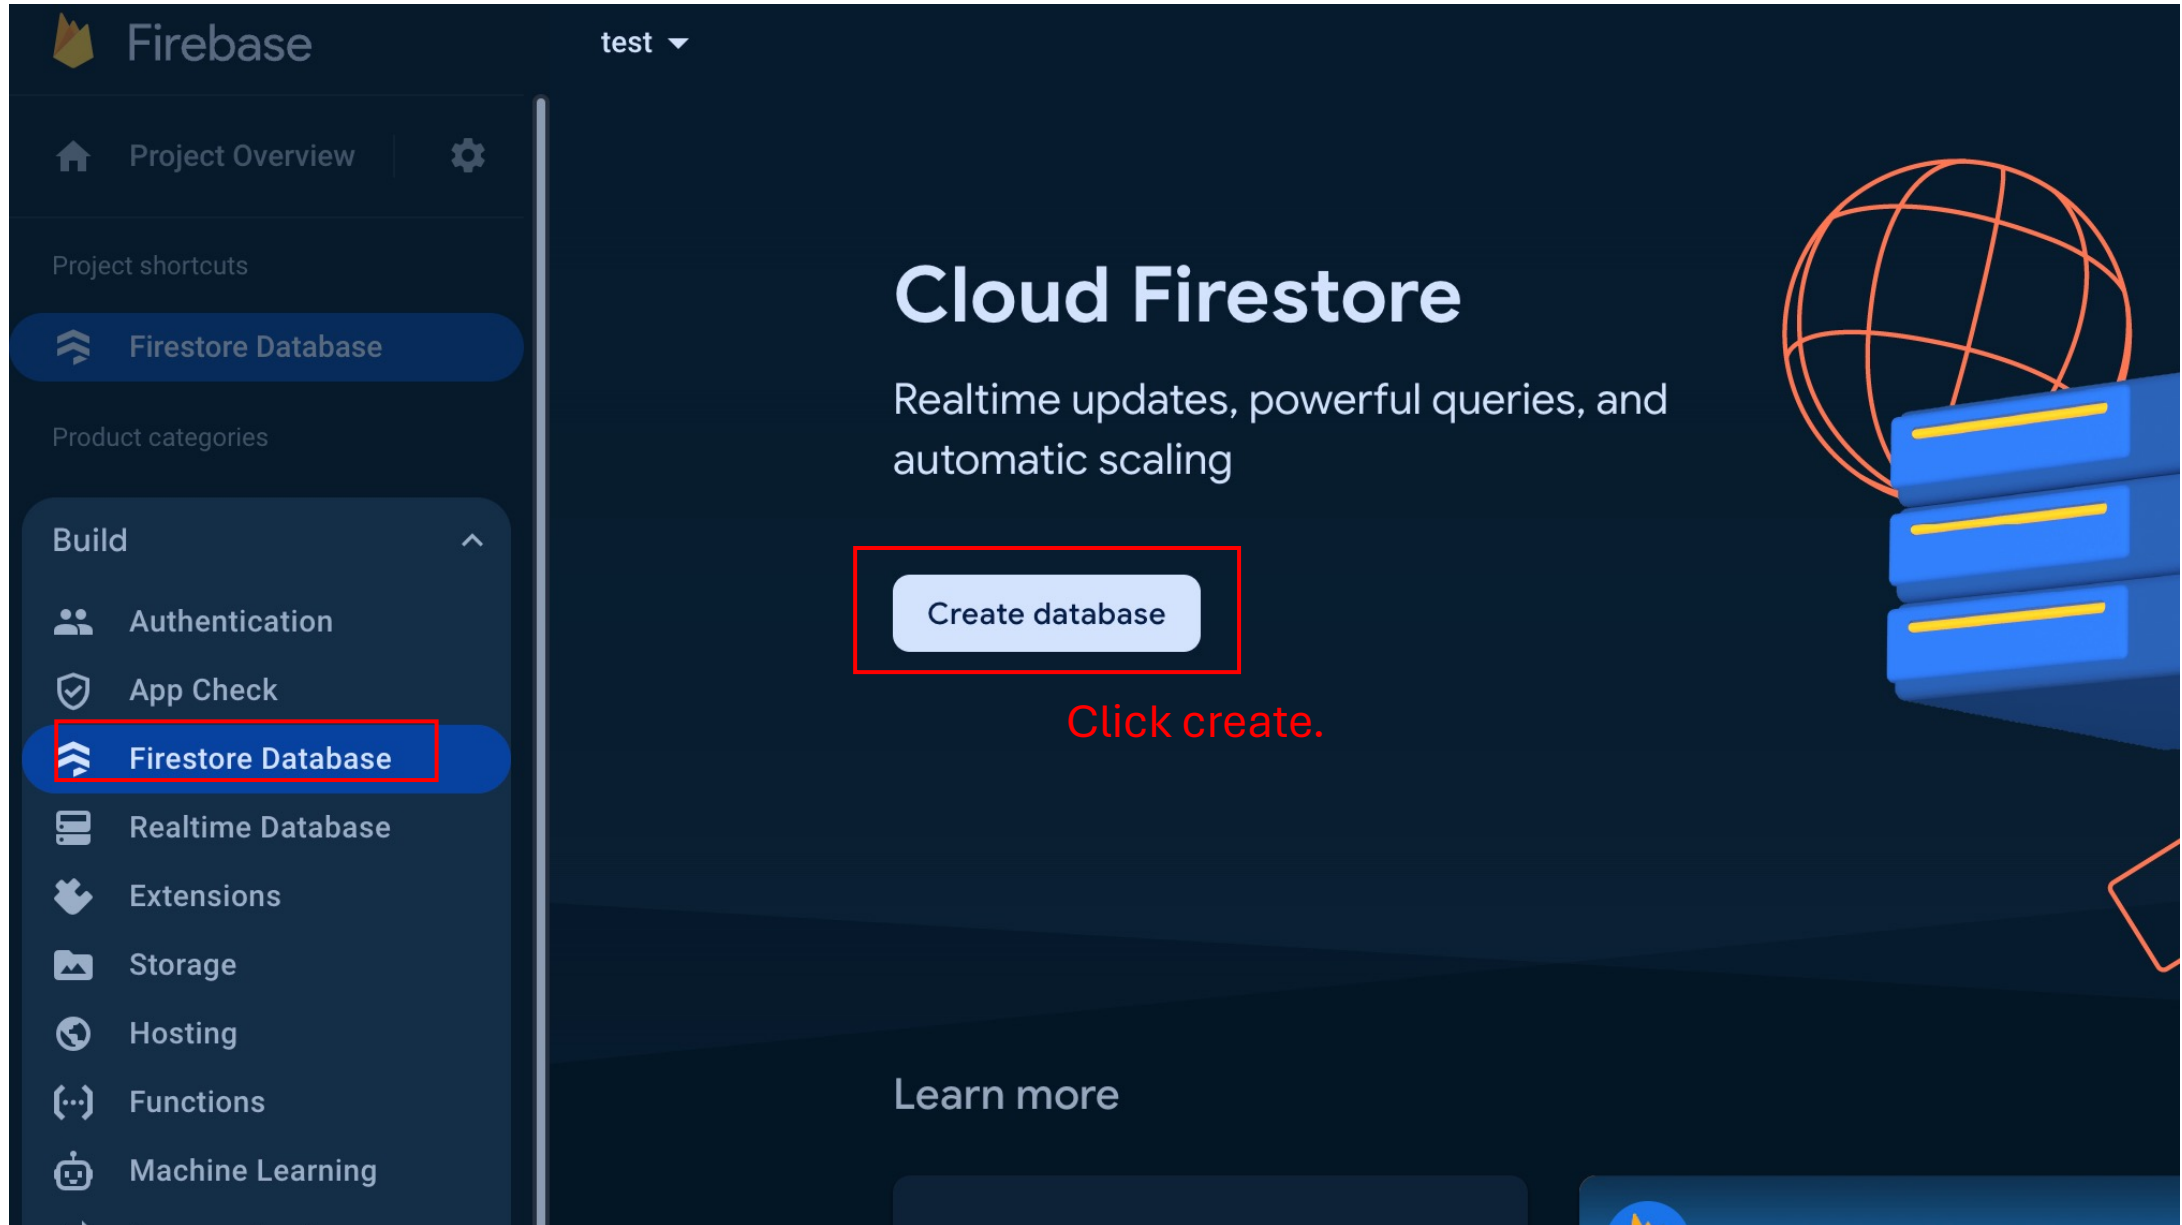 Firebase
test
Project Overview
Project shortcuts
Firestore Database
Product categories
Build
Authentication
App Check
Firestore Database
Realtime Database
Extensions
Storage
Hosting
Functions
Machine Learning
Cloud Firestore
Realtime updates, powerful queries, and
automatic scaling
Create database
Click create.
Learn more